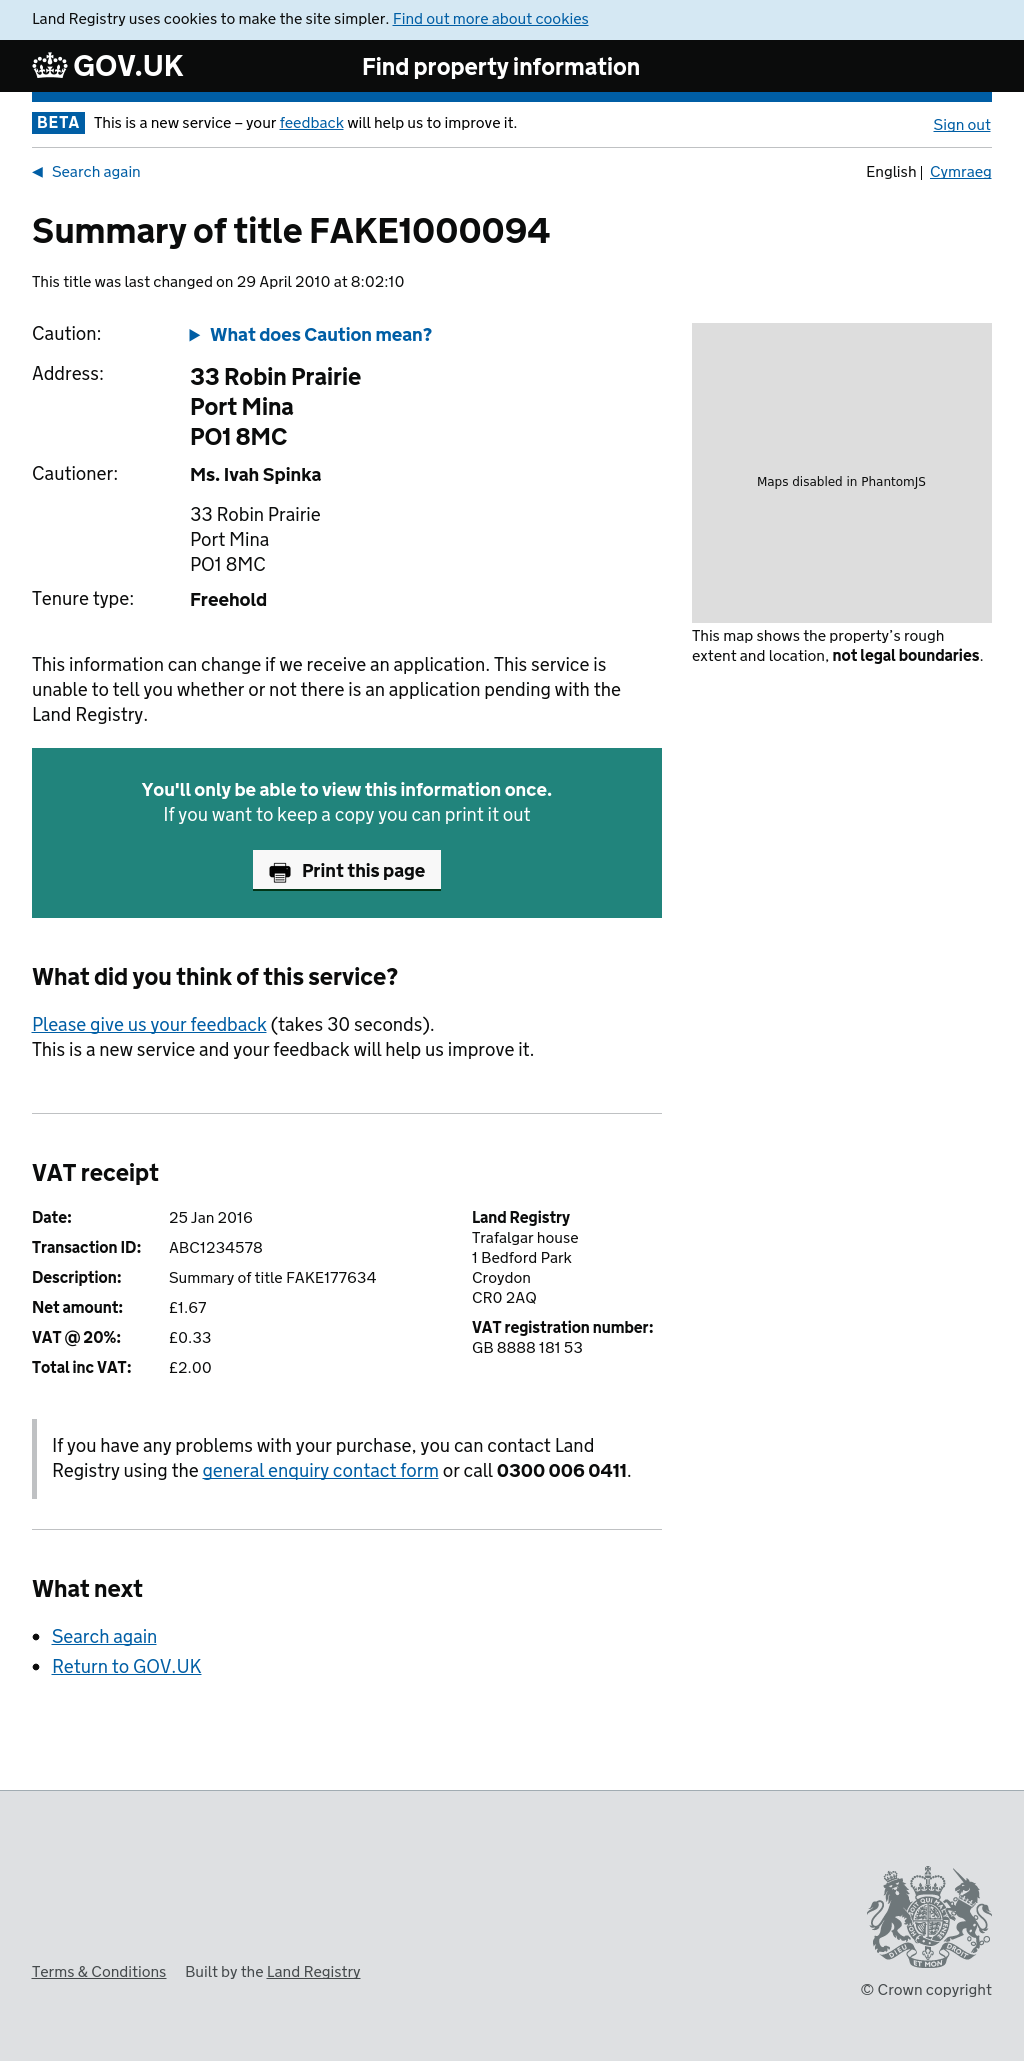 Land Registry uses cookies to make the site simpler. Find out more about cookies
GOV.UK
Find property information
BETA This is a new service – your feedback will help us to improve it.
Sign out
Search again
English | Cymraeg
Summary of title FAKE1000094
This title was last changed on 29 April 2010 at 8:02:10
Caution:
What does Caution mean?
Address:
33 Robin Prairie
Port Mina
PO1 8MC
Cautioner:
Ms. Ivah Spinka
33 Robin Prairie
Port Mina
PO1 8MC
Tenure type:
Freehold
Maps disabled in PhantomJS
This map shows the property’s rough
extent and location, not legal boundaries.
This information can change if we receive an application. This service is
unable to tell you whether or not there is an application pending with the
Land Registry.
You'll only be able to view this information once.
If you want to keep a copy you can print it out
Print this page
What did you think of this service?
Please give us your feedback (takes 30 seconds).
This is a new service and your feedback will help us improve it.
VAT receipt
Date: 25 Jan 2016
Transaction ID: ABC1234578
Description: Summary of title FAKE177634
Net amount: £1.67
VAT @ 20%: £0.33
Total inc VAT: £2.00
Land Registry
Trafalgar house
1 Bedford Park
Croydon
CR0 2AQ
VAT registration number:
GB 8888 181 53
If you have any problems with your purchase, you can contact Land
Registry using the general enquiry contact form or call 0300 006 0411.
What next
• Search again
• Return to GOV.UK
Terms & Conditions Built by the Land Registry
DIEU ET MON DROIT
© Crown copyright